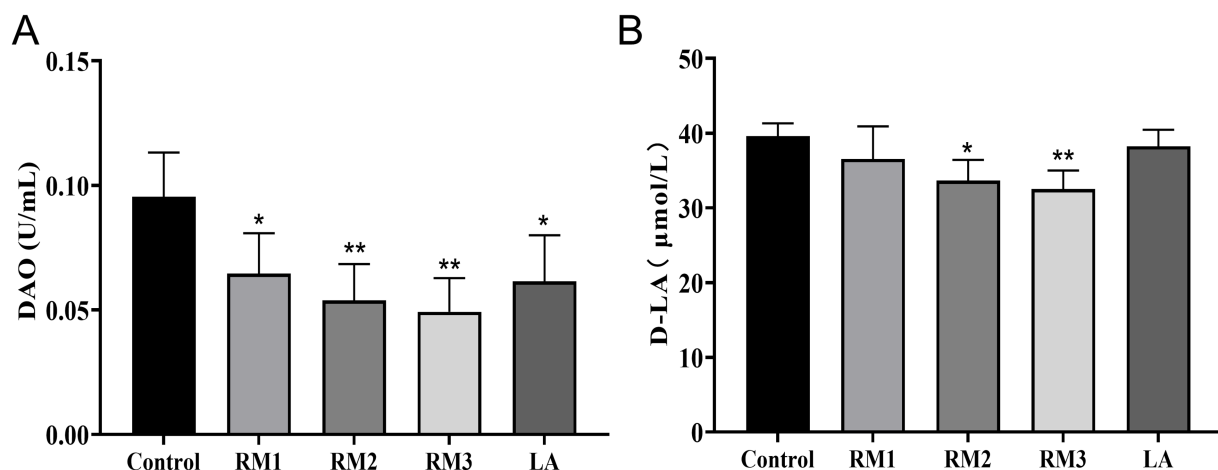 A
DAO (U/mL)
0.15
0.10
0.05
0.00
*
**
**
*
Control RM1 RM2 RM3 LA
B
D-LA（ μmol/L）
50
40
30
20
10
0
*
**
Control RM1 RM2 RM3 LA